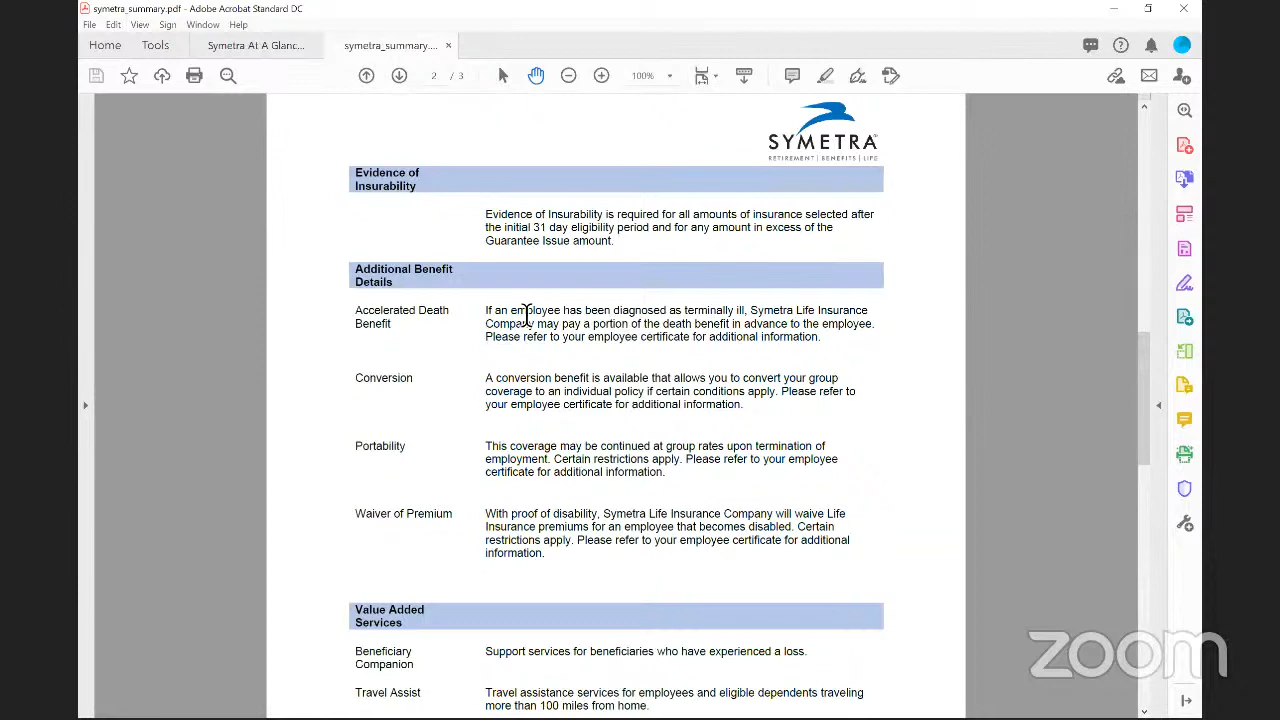 symetra_summary.pdf - Adobe Acrobat Standard DC
File Edit View Sign Window Help
Home Tools Symetra At A Glanc... symetra_summary.... ×
2 / 3 100%
SYMETRA
RETIREMENT | BENEFITS | LIFE
Evidence of
Insurability
Evidence of Insurability is required for all amounts of insurance selected after
the initial 31 day eligibility period and for any amount in excess of the
Guarantee Issue amount.
Additional Benefit
Details
Accelerated Death
Benefit
If an employee has been diagnosed as terminally ill, Symetra Life Insurance
Company may pay a portion of the death benefit in advance to the employee.
Please refer to your employee certificate for additional information.
Conversion
A conversion benefit is available that allows you to convert your group
coverage to an individual policy if certain conditions apply. Please refer to
your employee certificate for additional information.
Portability
This coverage may be continued at group rates upon termination of
employment. Certain restrictions apply. Please refer to your employee
certificate for additional information.
Waiver of Premium
With proof of disability, Symetra Life Insurance Company will waive Life
Insurance premiums for an employee that becomes disabled. Certain
restrictions apply. Please refer to your employee certificate for additional
information.
Value Added
Services
Beneficiary
Companion
Support services for beneficiaries who have experienced a loss.
Travel Assist
Travel assistance services for employees and eligible dependents traveling
more than 100 miles from home.
zoom